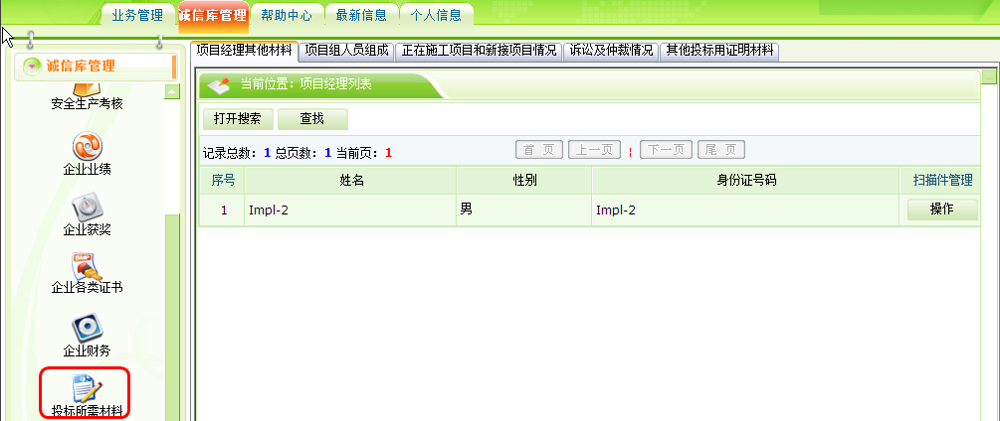 业务管理 诚信库管理 帮助中心 最新信息 个人信息
诚信库管理
安全生产考核
企业业绩
企业获奖
企业各类证书
企业财务
投标所需材料
项目经理其他材料 项目组人员组成 正在施工项目和新接项目情况 诉讼及仲裁情况 其他投标用证明材料
当前位置：项目经理列表
打开搜索 查找
记录总数：1 总页数：1 当前页：1 首 页 上一页 ¦ 下一页 尾 页
序号 姓名 性别 身份证号码 扫描件管理
1 Impl-2 男 Impl-2 操作